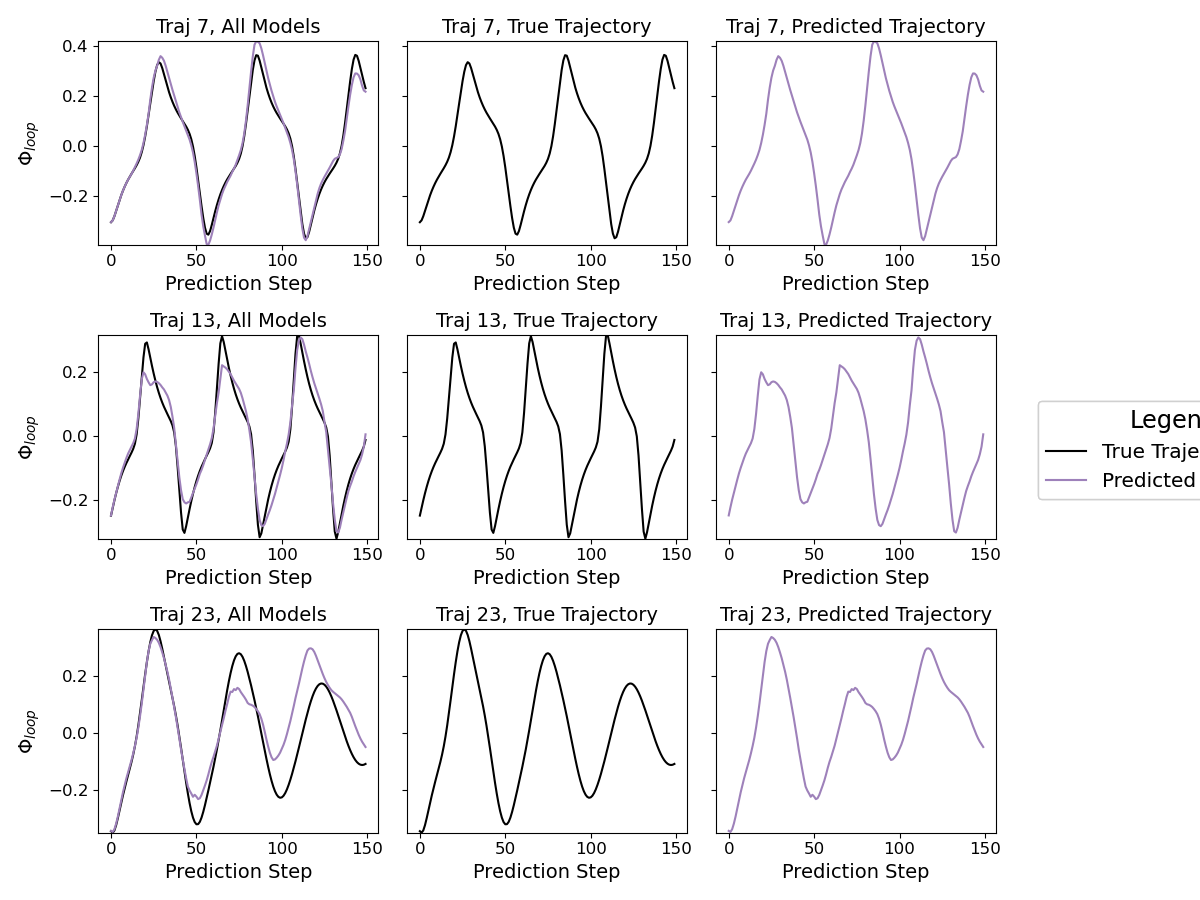 Traj 7, All Models
Traj 7, True Trajectory
Traj 7, Predicted Trajectory
0.4
0.2
0.0
−0.2
Φloop
0 50 100 150
0 50 100 150
0 50 100 150
Prediction Step
Prediction Step
Prediction Step
Traj 13, All Models
Traj 13, True Trajectory
Traj 13, Predicted Trajectory
0.2
0.0
−0.2
Φloop
0 50 100 150
0 50 100 150
0 50 100 150
Prediction Step
Prediction Step
Prediction Step
Legen
True Traje
Predicted
Traj 23, All Models
Traj 23, True Trajectory
Traj 23, Predicted Trajectory
0.2
0.0
−0.2
Φloop
0 50 100 150
0 50 100 150
0 50 100 150
Prediction Step
Prediction Step
Prediction Step